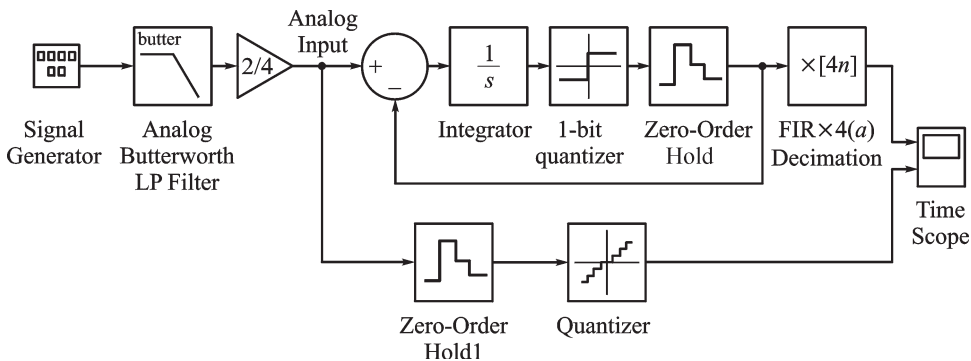 Analog
Input
butter
2/4
+
−
1
s
×[4n]
Signal
Generator
Analog
Butterworth
LP Filter
Integrator
1-bit
quantizer
Zero-Order
Hold
FIR×4(a)
Decimation
Time
Scope
Zero-Order
Hold1
Quantizer